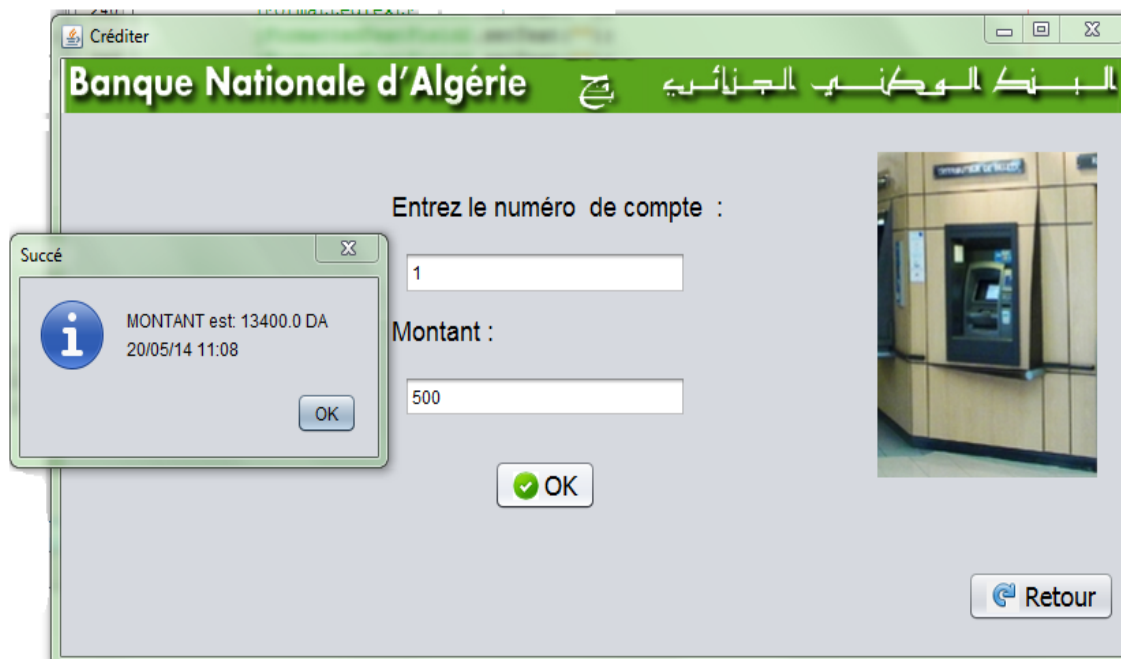 Créditer
Banque Nationale d'Algérie البنك الوطني الجزائري
Entrez le numéro de compte :
1
Montant :
500
OK
Retour
Succé
MONTANT est: 13400.0 DA
20/05/14 11:08
OK